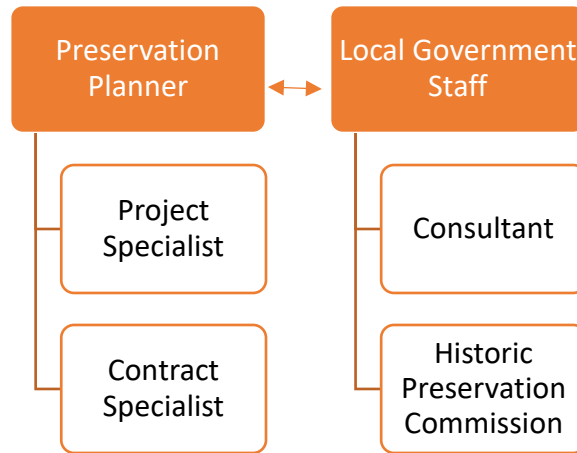 Preservation
Planner
Local Government
Staff
Project
Specialist
Consultant
Contract
Specialist
Historic
Preservation
Commission